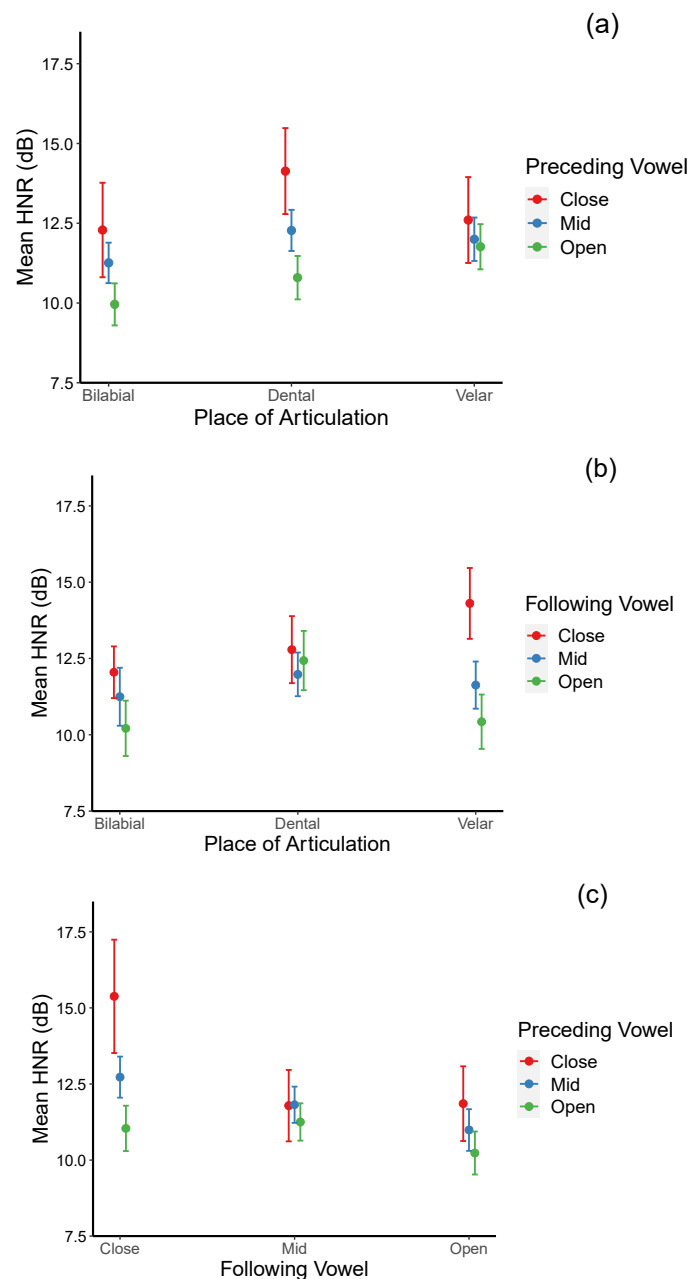 (a)
17.5
15.0
12.5
10.0
7.5
Mean HNR (dB)
Bilabial Dental Velar
Place of Articulation
Preceding Vowel
Close
Mid
Open
(b)
17.5
15.0
12.5
10.0
7.5
Mean HNR (dB)
Bilabial Dental Velar
Place of Articulation
Following Vowel
Close
Mid
Open
(c)
17.5
15.0
12.5
10.0
7.5
Mean HNR (dB)
Close Mid Open
Following Vowel
Preceding Vowel
Close
Mid
Open